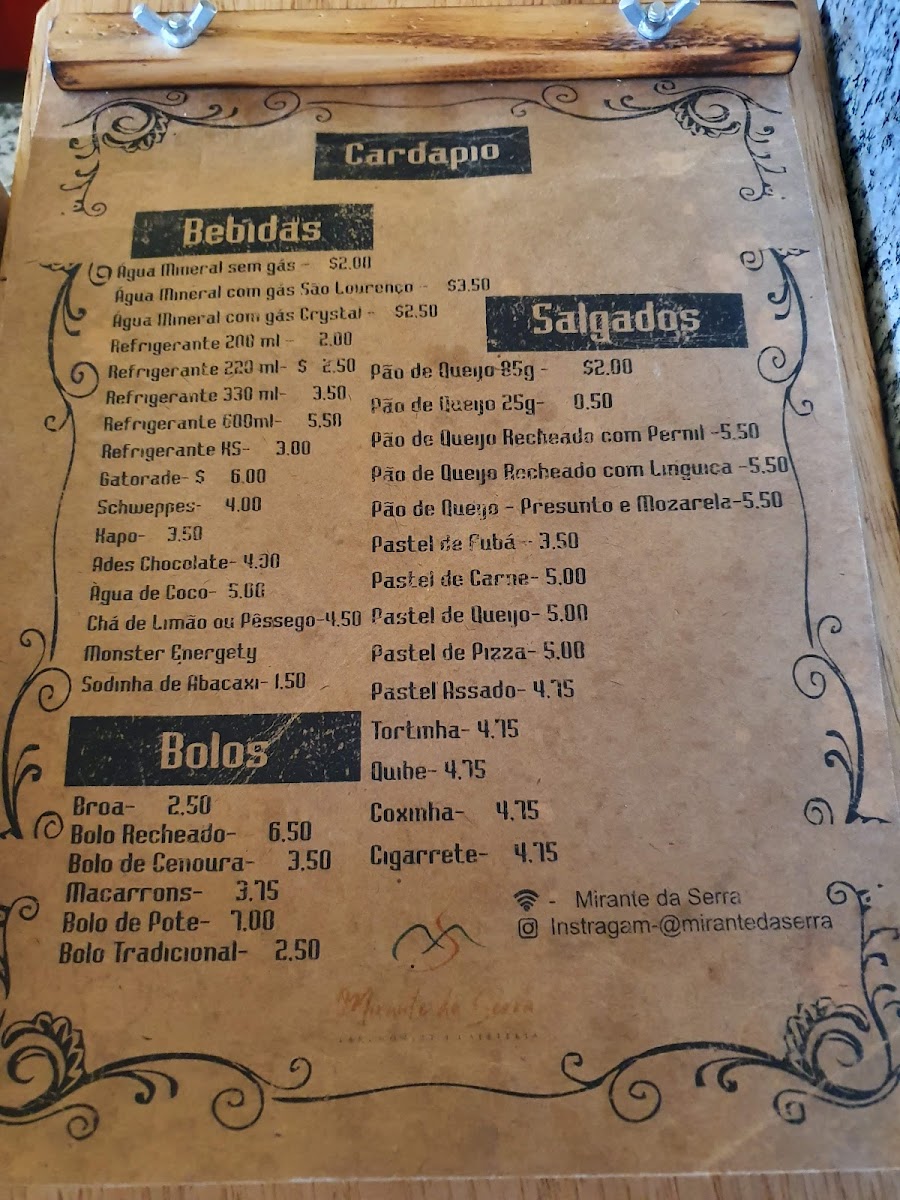 Cardapio
Bebidas
Água Mineral sem gás - $2.00
Água Mineral com gás São Lourenço - $3.50
Água Mineral com gás Crystal - $2.50
Refrigerante 200 ml - 2.00
Refrigerante 220 ml- $ 2.50
Refrigerante 330 ml- 3.50
Refrigerante 600ml- 5.50
Refrigerante KS- 3.00
Gatorade- $ 6.00
Schweppes- 4.00
Kapo- 3.50
Ades Chocolate- 4.30
Àgua de Coco- 5.00
Chá de Limão ou Pêssego-4.50
Monster Energety
Sodinha de Abacaxi- 1.50
Bolos
Broa- 2.50
Bolo Recheado- 6.50
Bolo de Cenoura- 3.50
Macarrons- 3.75
Bolo de Pote- 7.00
Bolo Tradicional- 2.50
Salgados
Pão de Queijo 85g - $2.00
Pão de Queijo 25g- 0.50
Pão de Queijo Recheado com Pernil -5.50
Pão de Queijo Recheado com Linguiça -5.50
Pão de Queijo - Presunto e Mozarela-5.50
Pastel de Fubá - 3.50
Pastel de Carne- 5.00
Pastel de Queijo- 5.00
Pastel de Pizza- 5.00
Pastel Assado- 4.75
Tortinha- 4.75
Quibe- 4.75
Coxinha- 4.75
Cigarrete- 4.75
- Mirante da Serra
Instragam-@mirantedaserra
Mirante da Serra